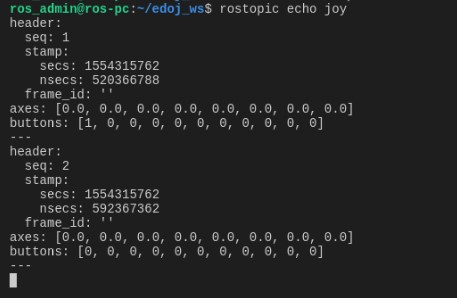 ros_admin@ros-pc:~/edoj_ws$ rostopic echo joy
header:
  seq: 1
  stamp:
    secs: 1554315762
    nsecs: 520366788
  frame_id: ''
axes: [0.0, 0.0, 0.0, 0.0, 0.0, 0.0, 0.0, 0.0]
buttons: [1, 0, 0, 0, 0, 0, 0, 0, 0, 0, 0]
---
header:
  seq: 2
  stamp:
    secs: 1554315762
    nsecs: 592367362
  frame_id: ''
axes: [0.0, 0.0, 0.0, 0.0, 0.0, 0.0, 0.0, 0.0]
buttons: [0, 0, 0, 0, 0, 0, 0, 0, 0, 0, 0]
---